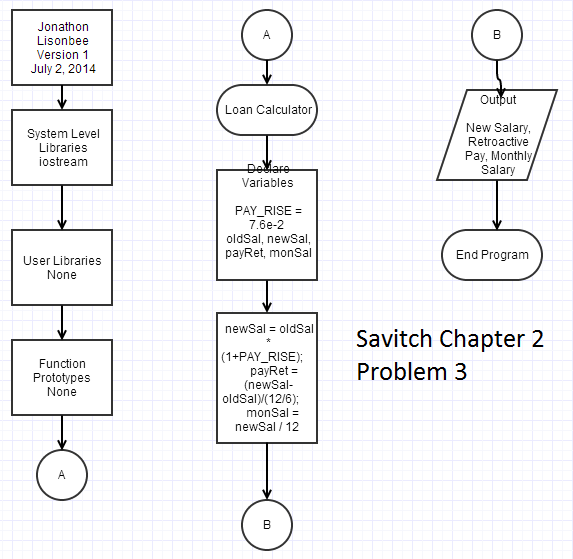 Jonathon
Lisonbee
Version 1
July 2, 2014
System Level
Libraries
iostream
User Libraries
None
Function
Prototypes
None
A
A
Loan Calculator
Declare
Variables
PAY_RISE =
7.6e-2
oldSal, newSal,
payRet, monSal
newSal = oldSal
*
(1+PAY_RISE);
payRet =
(newSal-
oldSal)/(12/6);
monSal =
newSal / 12
B
B
Output
New Salary,
Retroactive
Pay, Monthly
Salary
End Program
Savitch Chapter 2
Problem 3